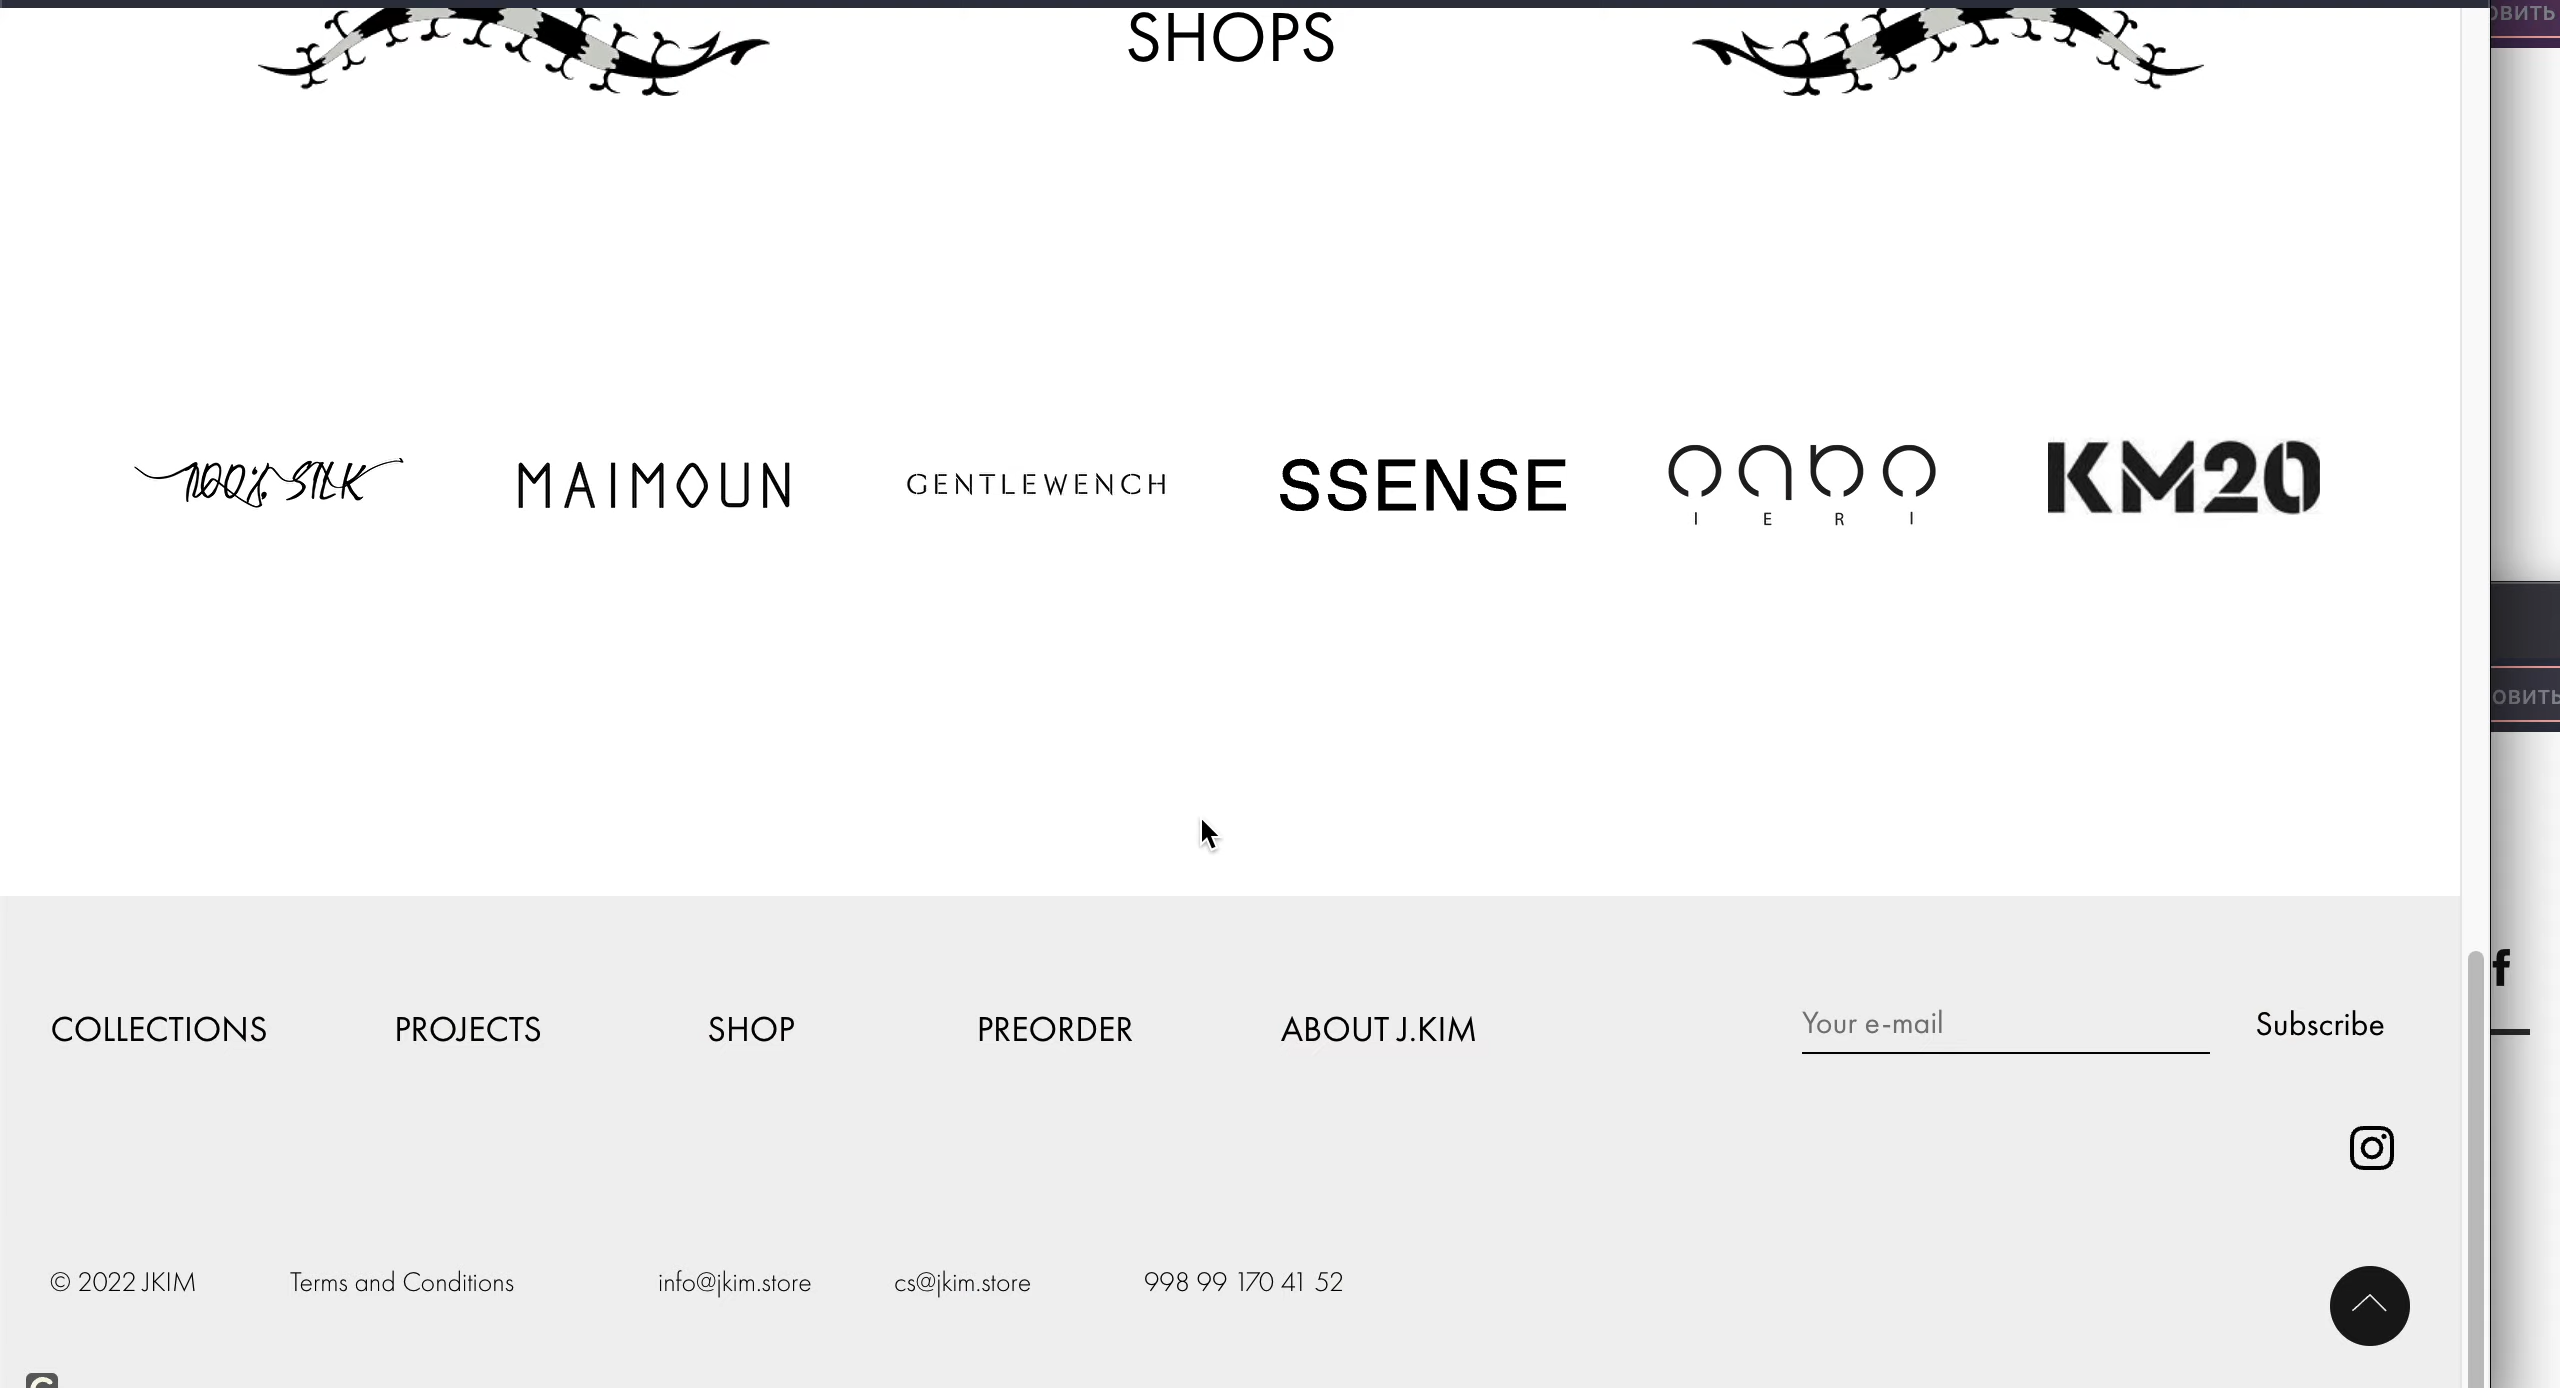 SHOPS
100% SILK
MAIMOUN
GENTLEWENCH
SSENSE
I E R I
KM20
COLLECTIONS
PROJECTS
SHOP
PREORDER
ABOUT J.KIM
Your e-mail
Subscribe
© 2022 JKIM
Terms and Conditions
info@jkim.store
cs@jkim.store
998 99 170 41 52